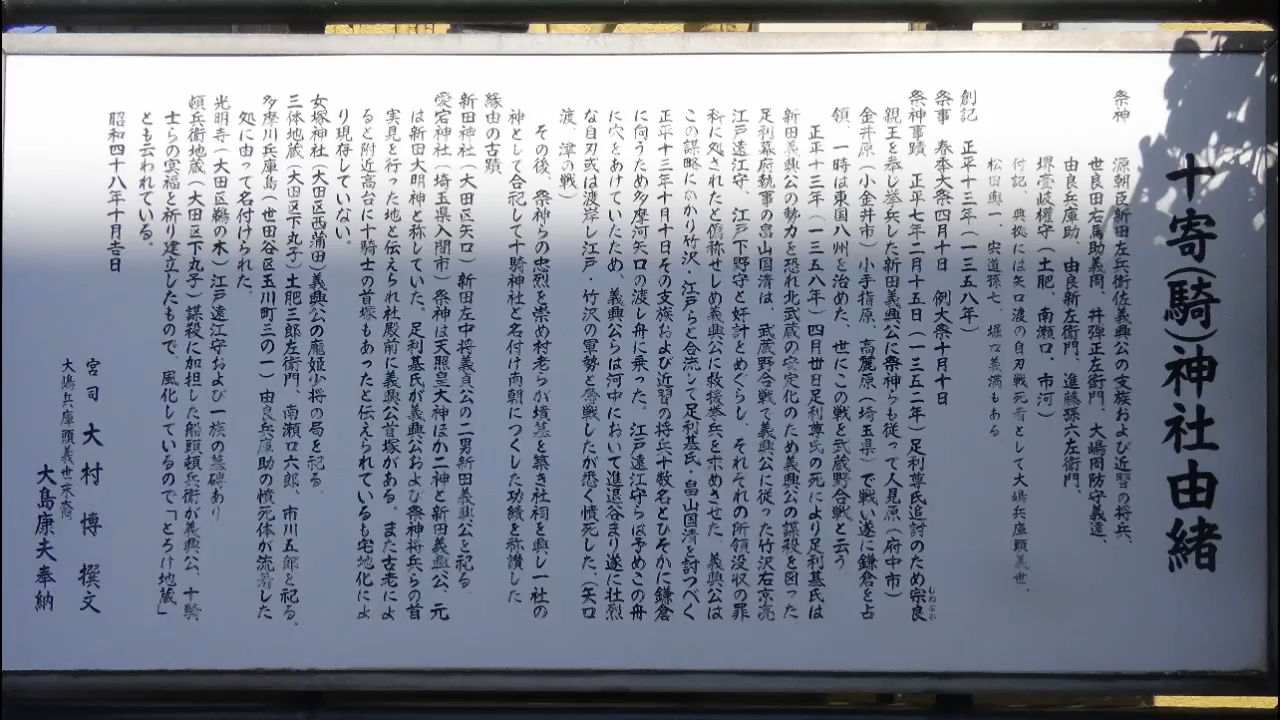 十寄(騎)神社由緒
祭神 源朝臣新田左兵衛佐義興公の支族および近習の将兵、
世良田右馬助義周、井弾正左衛門、大嶋周防守義遠、
由良兵庫助、由良新左衛門、進藤孫六左衛門、
堺壱岐権守(土肥、南瀬口、市河)
付記、典拠には矢口渡の自刃戦死者として大嶋兵庫頭義世、
松田與一、宍道孫七、堀口義満もある
創記 正平十三年(一三五八年)
祭事 春季大祭四月十日 例大祭十月十日
祭神事蹟 正平七年二月十五日(一三五二年)足利尊氏追討のため宗良
むねなが
親王を奉じ挙兵した新田義興公に祭神らも従って人見原(府中市)
金井原(小金井市)小手指原、高麗原(埼玉県)で戦い遂に鎌倉を占
領、一時は東国八州を治めた、世にこの戦を武蔵野合戦と云う
正平十三年(一三五八年)四月廿日足利尊氏の死により足利基氏は
新田義興公の勢力を恐れ北武蔵の安定化のため義興公の謀殺を図った
足利幕府執事の畠山国清は、武蔵野合戦で義興公に従った竹沢右京亮
江戸遠江守、江戸下野守と奸計をめぐらし、それぞれの所領没収の罪
科に処されたと偽称せしめ義興公に救援挙兵を求めさせた、義興公は
この謀略にかかり竹沢・江戸らと合流して足利基氏・畠山国清を討つべく
正平十三年十月十日その支族および近習の将兵十数名とひそかに鎌倉
に向うため多摩河矢口の渡し舟に乗った。江戸遠江守らは予めこの舟
に穴をあけていたため、義興公らは河中において進退谷まり遂に壮烈
な自刃或は渡岸し江戸・竹沢の軍勢と奮戦したが悉く憤死した、(矢口
渡、津の戦)
その後、祭神らの忠烈を崇め村老らが墳墓を築き社祠を興し一社の
神として合祀して十騎神社と名付け南朝につくした功績を称讃した
縁由の古蹟
新田神社(大田区矢口)新田左中将義貞公の二男新田義興公を祀る
愛宕神社(埼玉県入間市)祭神は天照皇大神ほか二神と新田義興公、元
は新田大明神と称していた。足利基氏が義興公および祭神将兵らの首
実見を行った地と伝えられ社殿前に義興公首塚がある。また古老によ
ると附近高台に十騎士の首塚もあったと伝えられているも宅地化によ
り現存していない。
女塚神社(大田区西蒲田)義興公の寵姫少将の局を祀る
三体地蔵(大田区下丸子)土肥三郎左衛門、南瀬口六郎、市川五郎を祀る。
多摩川兵庫島(世田谷区玉川町三の一)由良兵庫助の憤死体が流着した
処に由って名付けられた。
光明寺(大田区鵜の木)江戸遠江守および一族の墓碑あり
頓兵衛地蔵(大田区下丸子)謀殺に加担した船頭頓兵衛が義興公、十騎
士らの冥福を祈り建立したもので、風化しているので「とろけ地蔵」
とも云われている。
昭和四十八年十月吉日
宮司 大村 博 撰文
大嶋兵庫頭義世末裔
大島康夫奉納